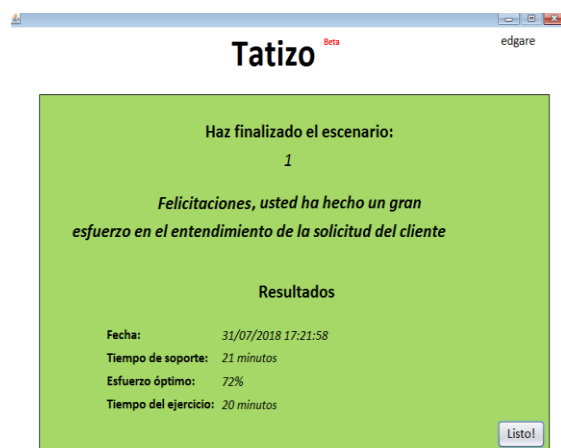 Tatizo Beta
edgare
Haz finalizado el escenario:
1
Felicitaciones, usted ha hecho un gran
esfuerzo en el entendimiento de la solicitud del cliente
Resultados
Fecha: 31/07/2018 17:21:58
Tiempo de soporte: 21 minutos
Esfuerzo óptimo: 72%
Tiempo del ejercicio: 20 minutos
Listo!